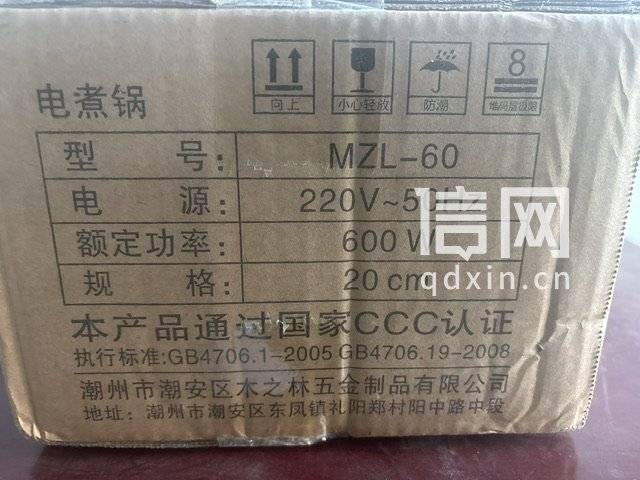 8
向上 小心轻放 防潮 堆码层数极限
电煮锅
型 号: MZL-60
电 源: 220V~50Hz
额定功率: 600 W
规 格: 20 cm
本产品通过国家CCC认证
执行标准:GB4706.1-2005 GB4706.19-2008
潮州市潮安区木之林五金制品有限公司
地址: 潮州市潮安区东凤镇礼阳郑村阳中路中段
信网
qdxin.cn